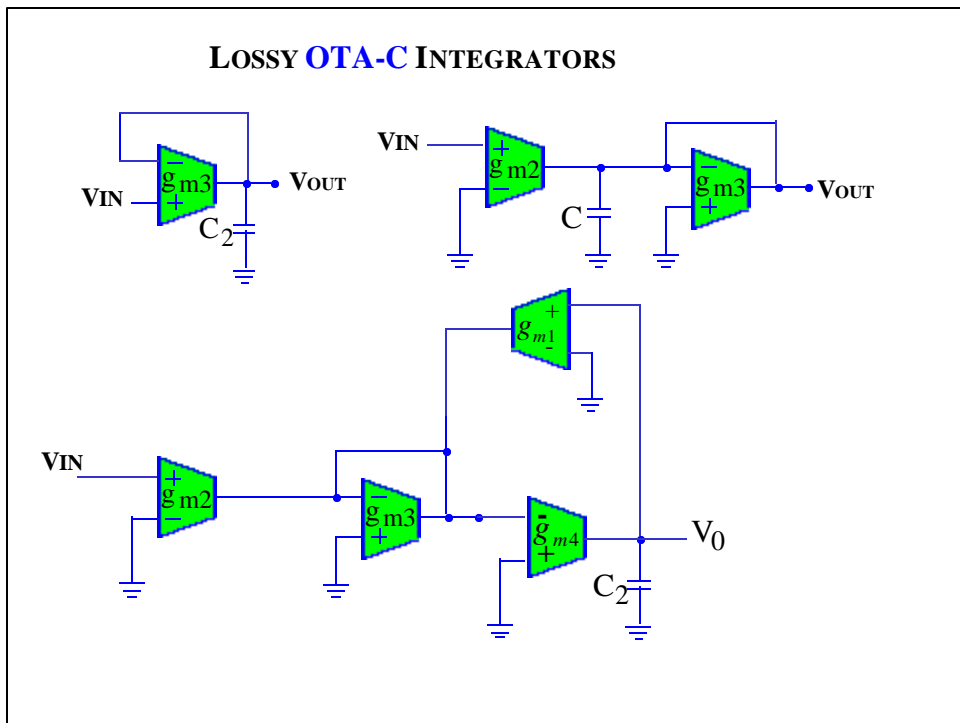 LOSSY OTA-C INTEGRATORS
VIN
+
gm2
−
−
gm3
+
VIN
VOUT
C2
C
−
gm3
+
VOUT
+
gm1
-
VIN
+
gm2
−
−
gm3
+
-
gm4
+
V0
C2